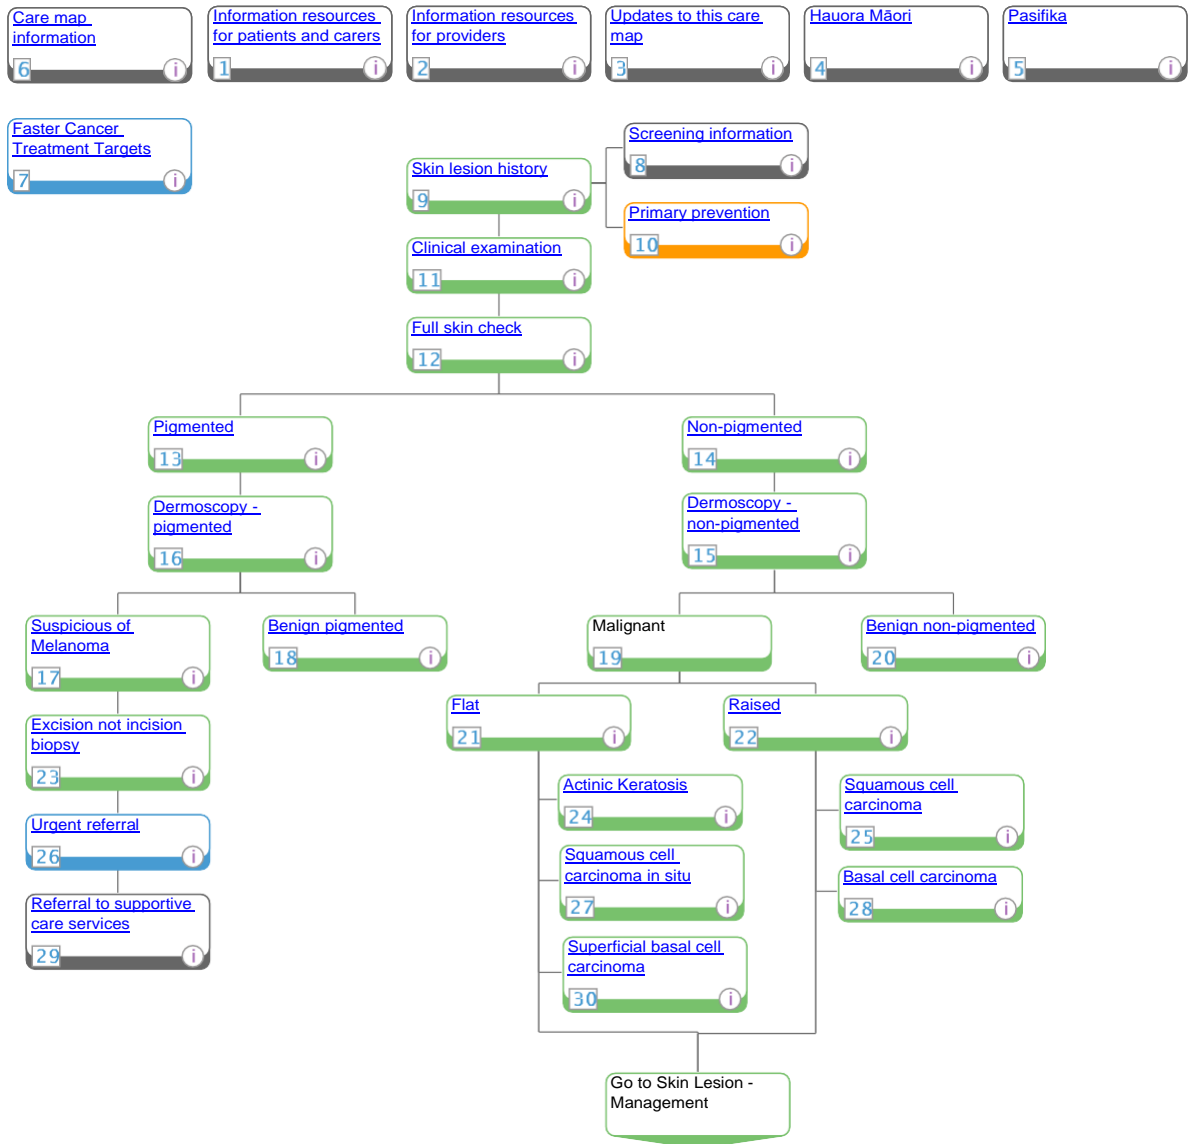 Care map
information
6
i
Information resources
for patients and carers
1
i
Information resources
for providers
2
i
Updates to this care
map
3
i
Hauora Māori
4
i
Pasifika
5
i
Faster Cancer
Treatment Targets
7
i
Screening information
8
i
Skin lesion history
9
i
Primary prevention
10
i
Clinical examination
11
i
Full skin check
12
i
Pigmented
13
i
Non-pigmented
14
i
Dermoscopy -
pigmented
16
i
Dermoscopy -
non-pigmented
15
i
Suspicious of
Melanoma
17
i
Benign pigmented
18
i
Malignant
19
Benign non-pigmented
20
i
Flat
21
i
Raised
22
i
Excision not incision
biopsy
23
i
Actinic Keratosis
24
i
Squamous cell
carcinoma
25
i
Urgent referral
26
i
Squamous cell
carcinoma in situ
27
i
Basal cell carcinoma
28
i
Referral to supportive
care services
29
i
Superficial basal cell
carcinoma
30
i
Go to Skin Lesion -
Management